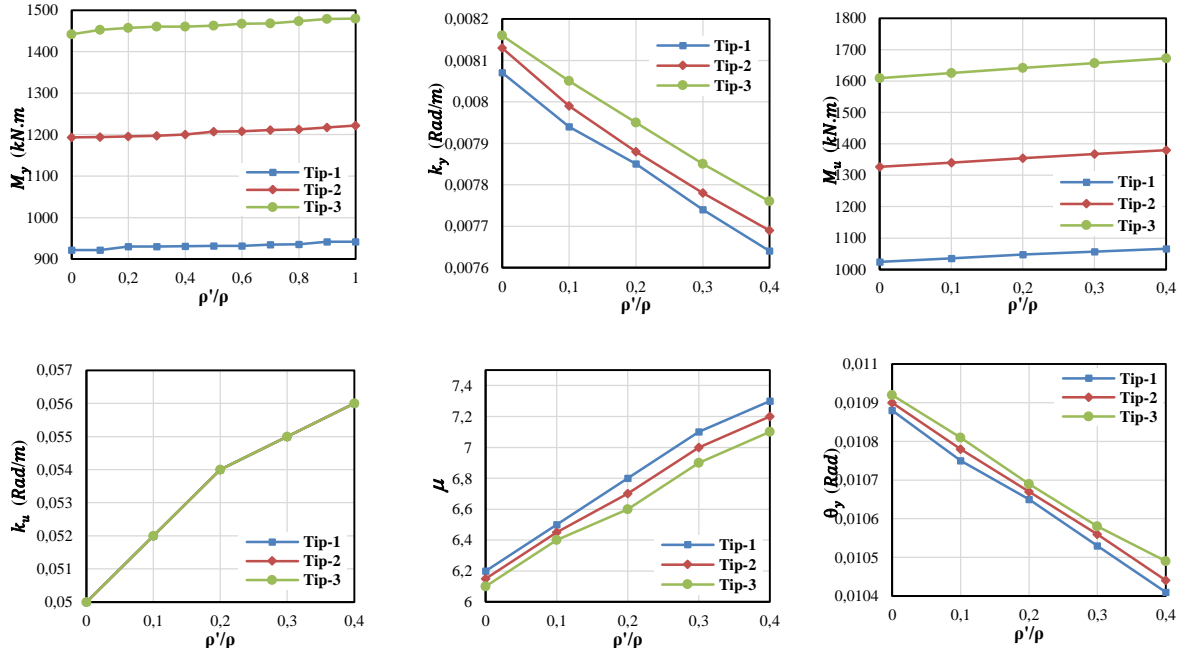 1500
1400
1300
1200
1100
1000
900
M_y (kN.m)
0 0,2 0,4 0,6 0,8 1
ρ'/ρ
Tip-1
Tip-2
Tip-3
0,0082
0,0081
0,008
0,0079
0,0078
0,0077
0,0076
k_y (Rad/m)
0 0,1 0,2 0,3 0,4
ρ'/ρ
Tip-1
Tip-2
Tip-3
1800
1700
1600
1500
1400
1300
1200
1100
1000
M_u (kN.m)
0 0,1 0,2 0,3 0,4
ρ'/ρ
Tip-1
Tip-2
Tip-3
0,057
0,056
0,055
0,054
0,053
0,052
0,051
0,05
k_u (Rad/m)
0 0,1 0,2 0,3 0,4
ρ'/ρ
Tip-1
Tip-2
Tip-3
7,4
7,2
7
6,8
6,6
6,4
6,2
6
μ
0 0,1 0,2 0,3 0,4
ρ'/ρ
Tip-1
Tip-2
Tip-3
0,011
0,0109
0,0108
0,0107
0,0106
0,0105
0,0104
θ_y (Rad)
0 0,1 0,2 0,3 0,4
ρ'/ρ
Tip-1
Tip-2
Tip-3